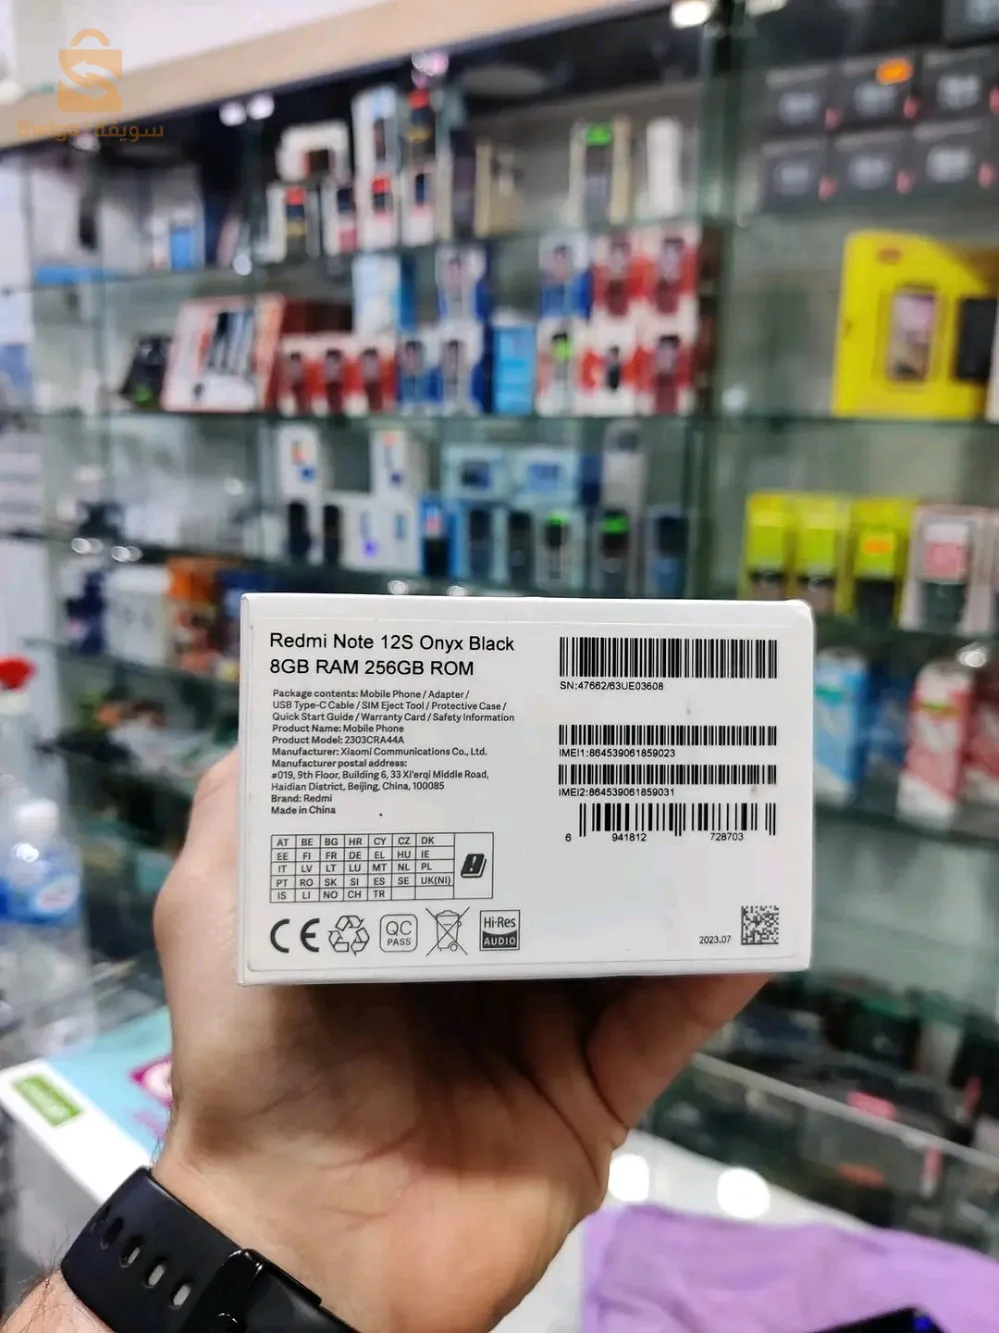 سويقة
Redmi Note 12S Onyx Black
8GB RAM 256GB ROM
Package contents: Mobile Phone / Adapter /
USB Type-C Cable / SIM Eject Tool / Protective Case /
Quick Start Guide / Warranty Card / Safety Information
Product Name: Mobile Phone
Product Model: 2303CRA44A
Manufacturer: Xiaomi Communications Co., Ltd.
Manufacturer postal address:
#019, 9th Floor, Building 6, 33 Xi'erqi Middle Road,
Haidian District, Beijing, China, 100085
Brand: Redmi
Made in China
AT BE BG HR CY CZ DK
EE FI FR DE EL HU IE
IT LV LT LU MT NL PL
PT RO SK SI ES SE UK(NI)
IS LI NO CH TR
CE
QC
PASS
Hi-Res
AUDIO
SN:47662/63UE03608
IMEI1:864539061859023
IMEI2:864539061859031
6 941812 728703
2023.07